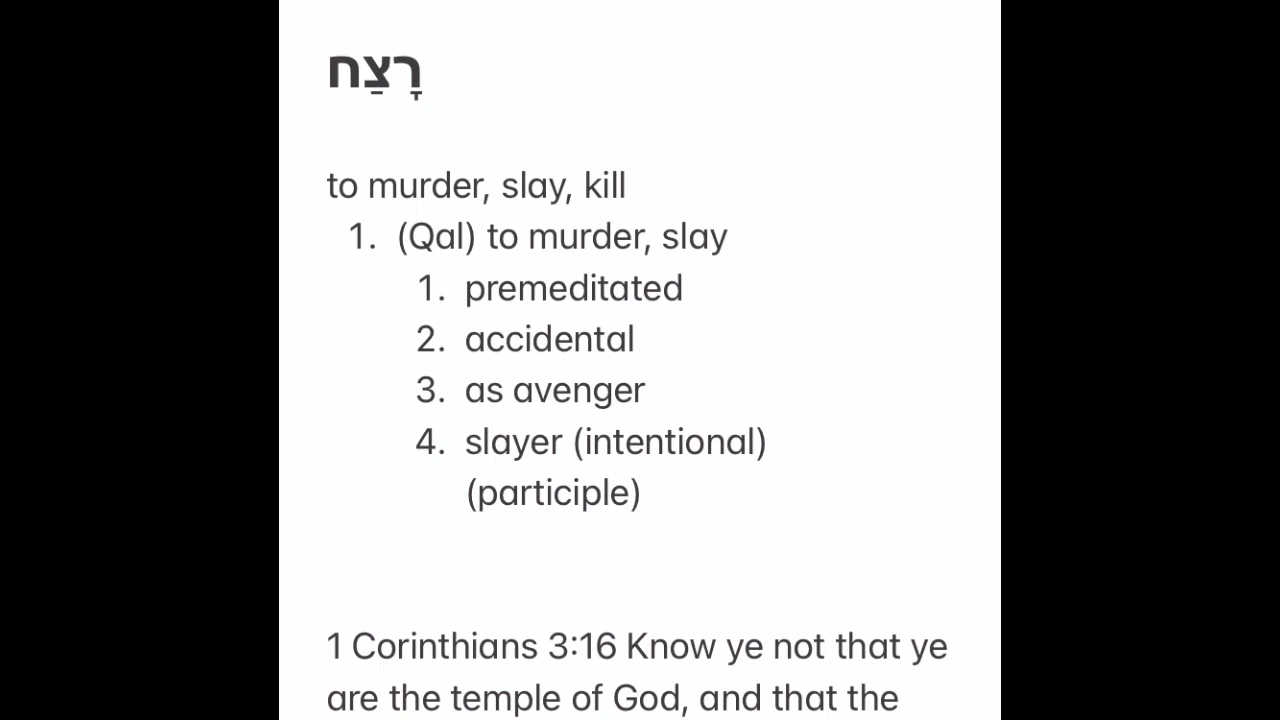 רָצַח
to murder, slay, kill
1. (Qal) to murder, slay
1. premeditated
2. accidental
3. as avenger
4. slayer (intentional)
(participle)
1 Corinthians 3:16 Know ye not that ye
are the temple of God, and that the